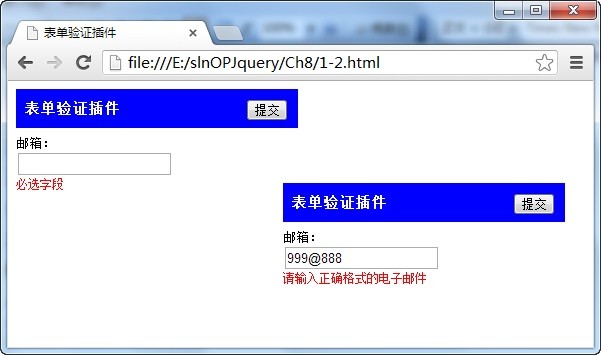 表单验证插件
file:///E:/slnOPJquery/Ch8/1-2.html
表单验证插件 提交
邮箱：
必选字段
表单验证插件 提交
邮箱：
999@888
请输入正确格式的电子邮件